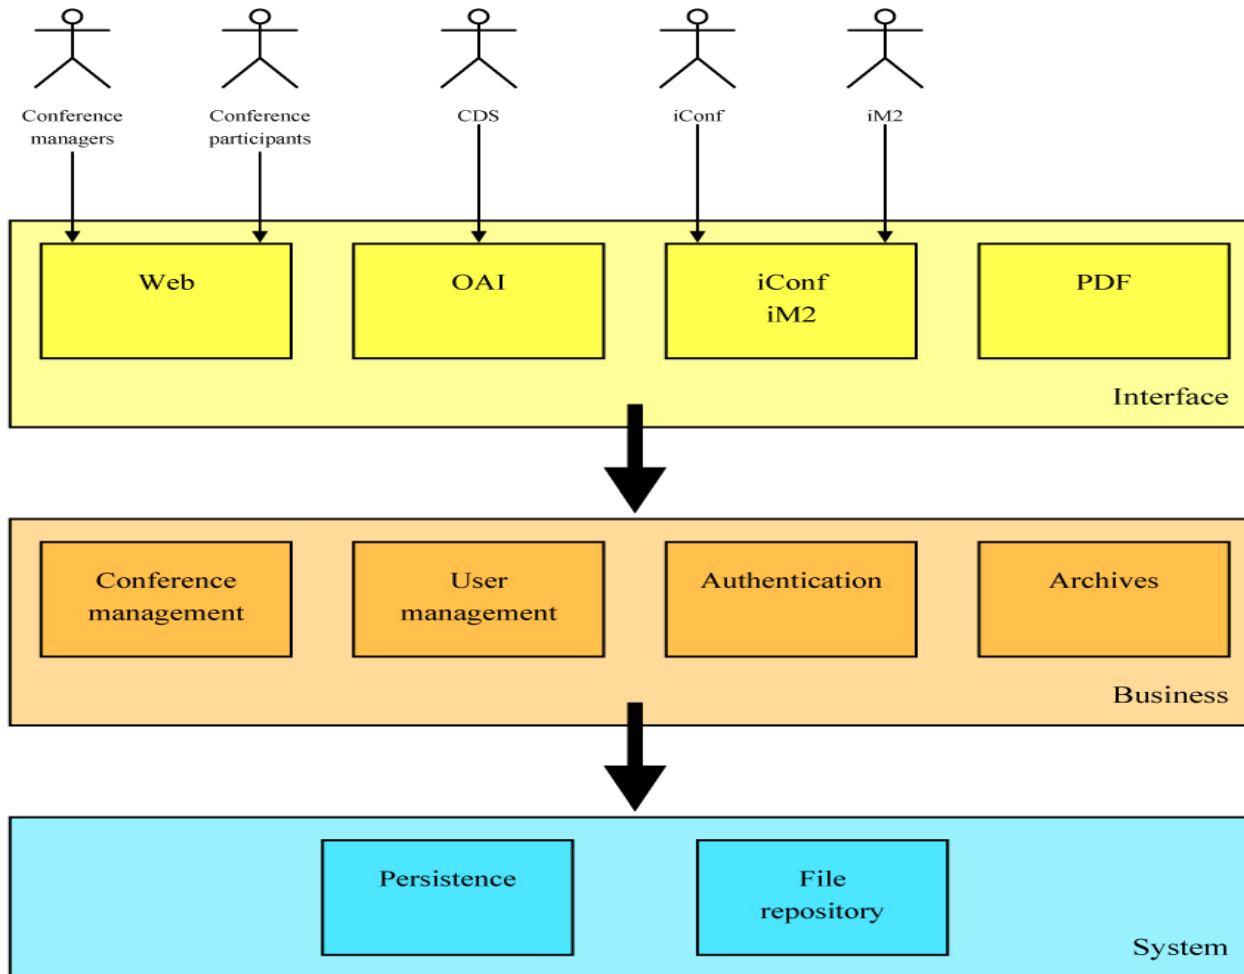 Conference
managers
Conference
participants
CDS
iConf
iM2
Web
OAI
iConf
iM2
PDF
Interface
Conference
management
User
management
Authentication
Archives
Business
Persistence
File
repository
System